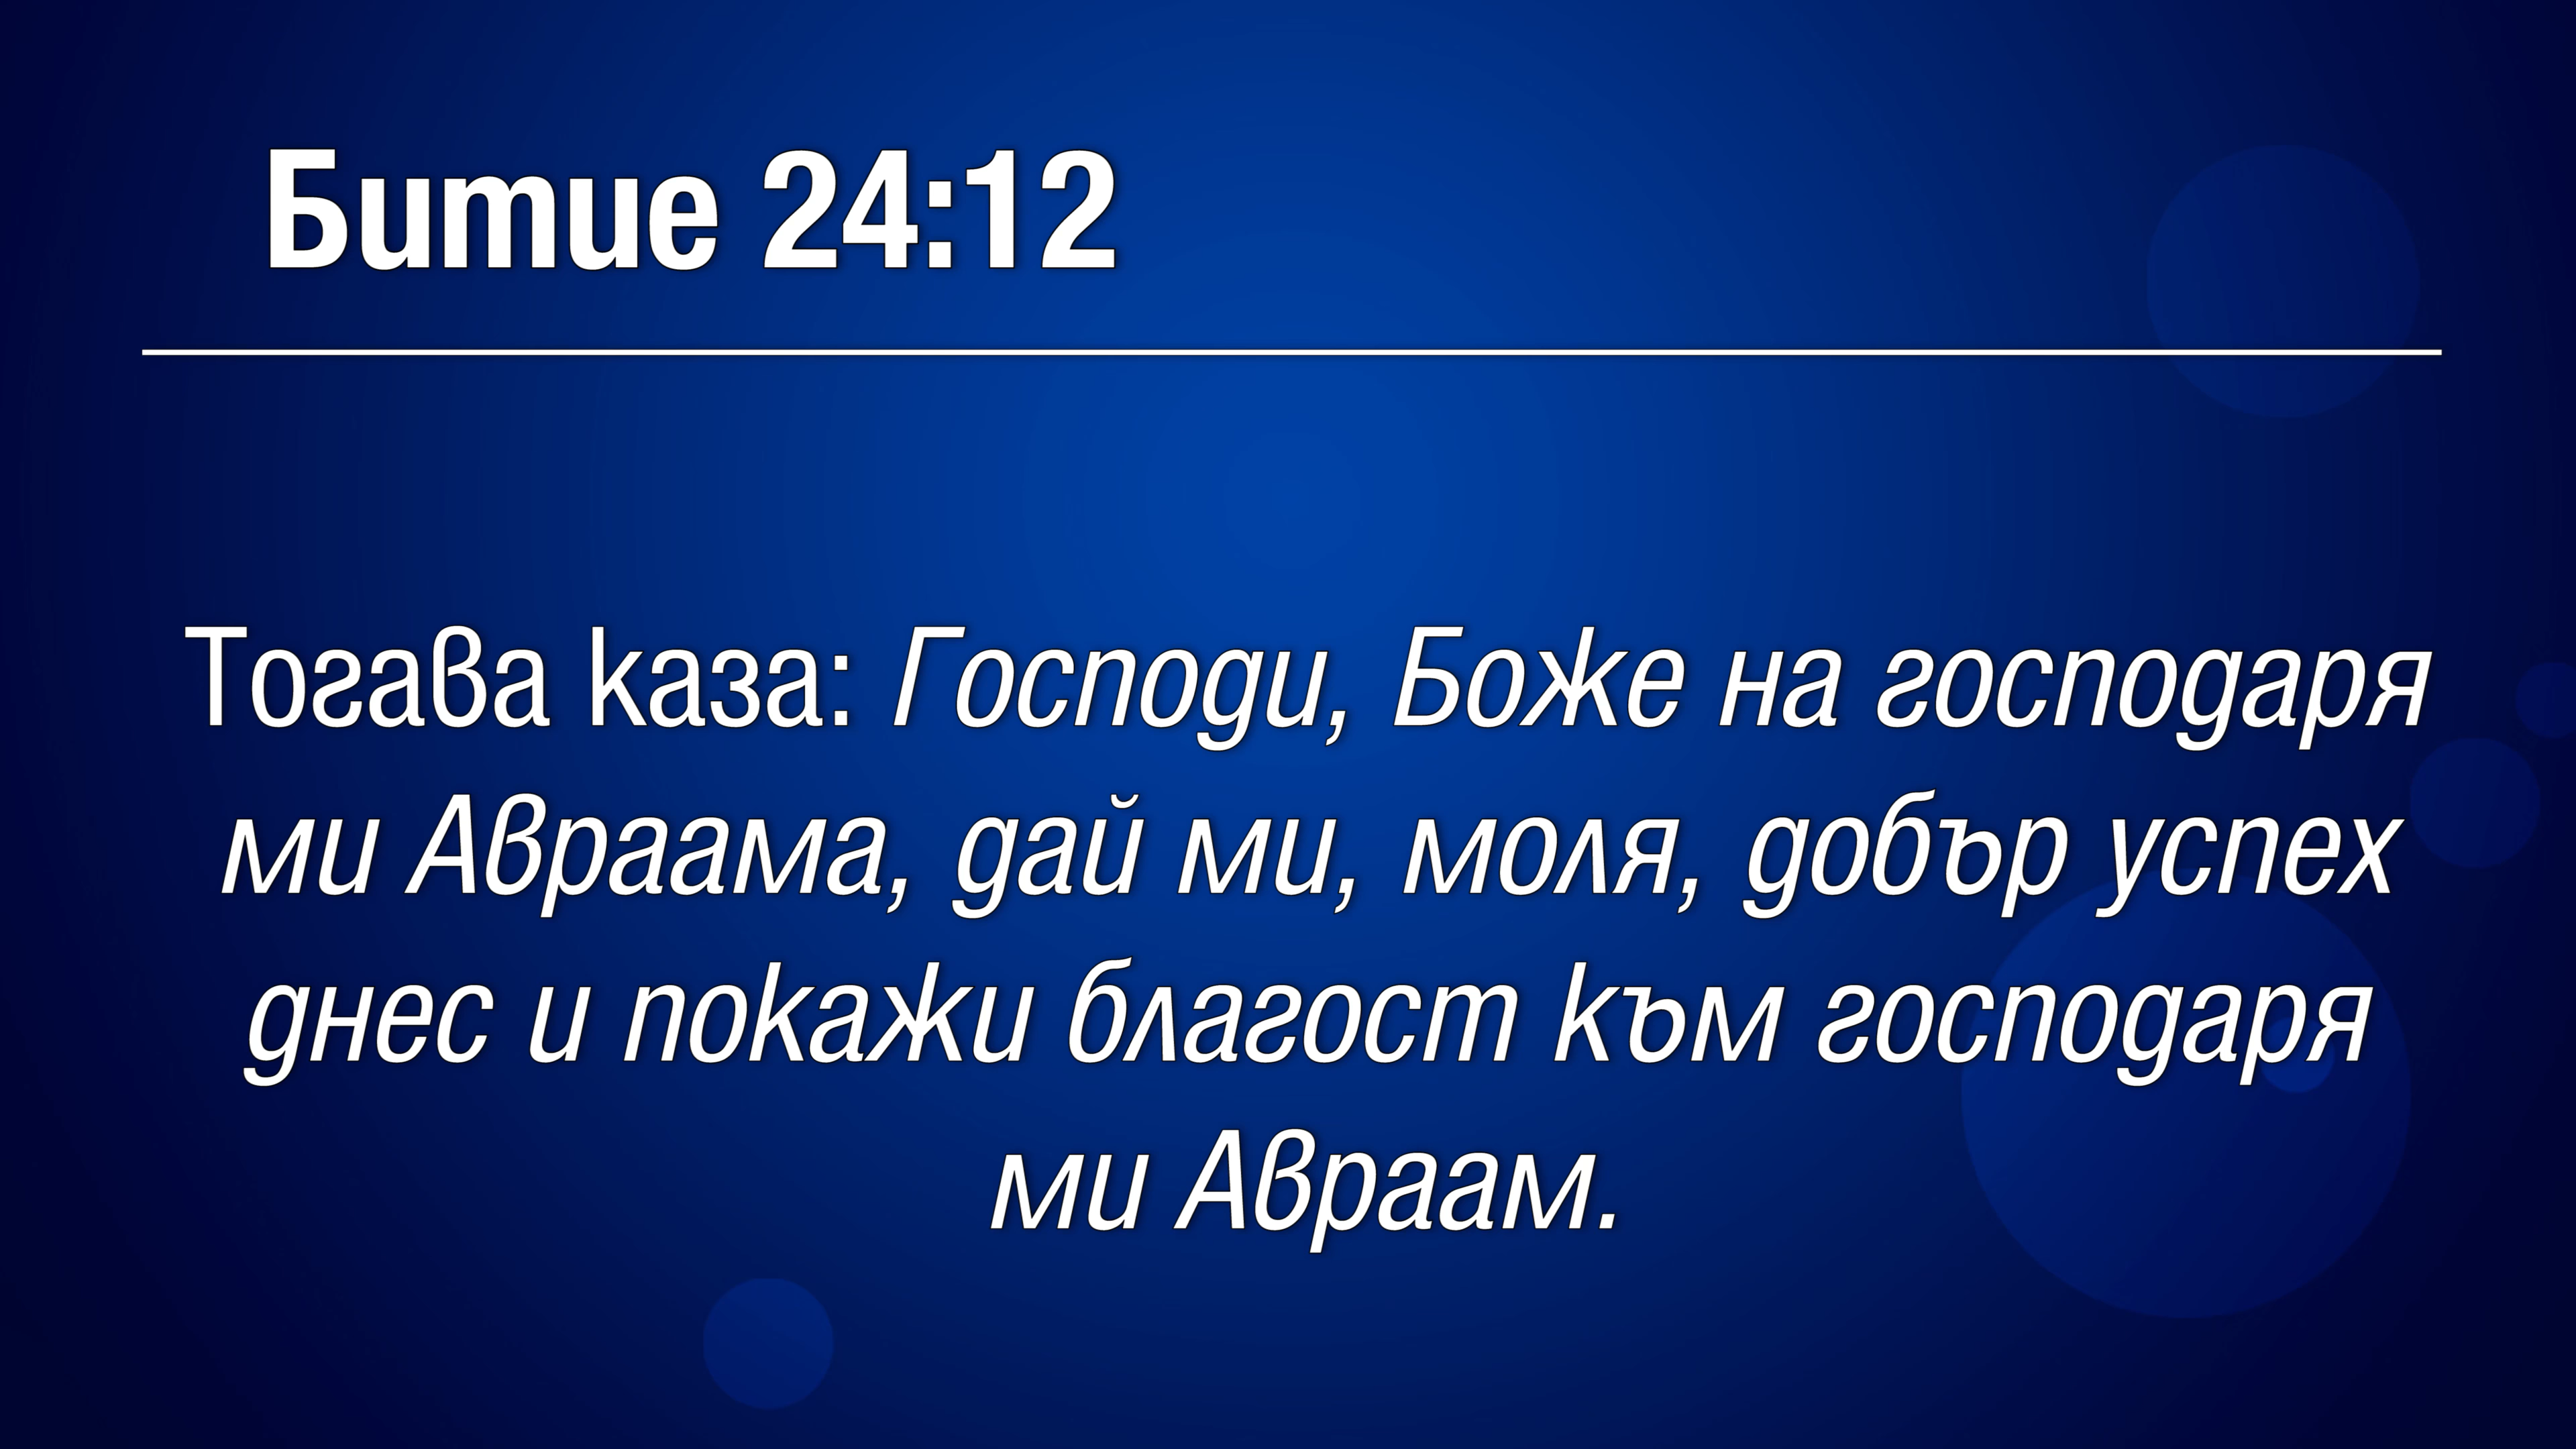 Битие 24:12
Тогава каза: Господи, Боже на господаря
ми Авраама, дай ми, моля, добър успех
днес и покажи благост към господаря
ми Авраам.